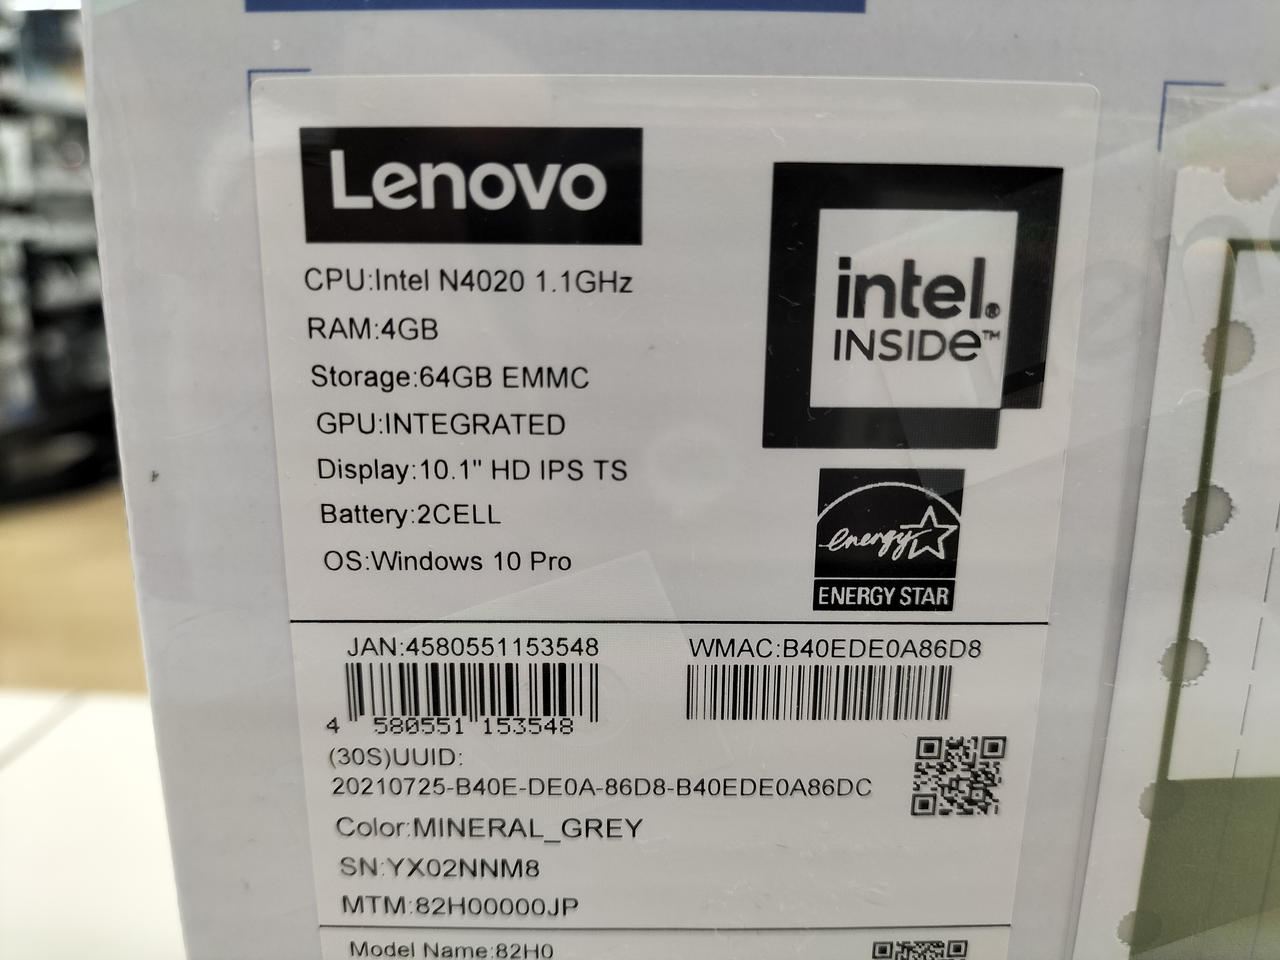 Lenovo
CPU:Intel N4020 1.1GHz
RAM:4GB
Storage:64GB EMMC
GPU:INTEGRATED
Display:10.1" HD IPS TS
Battery:2CELL
OS:Windows 10 Pro
intel®
INSIDe™
energy
ENERGY STAR
JAN:4580551153548
4 580551 153548
WMAC:B40EDE0A86D8
(30S)UUID:
20210725-B40E-DE0A-86D8-B40EDE0A86DC
Color:MINERAL_GREY
SN:YX02NNM8
MTM:82H00000JP
Model Name:82H0